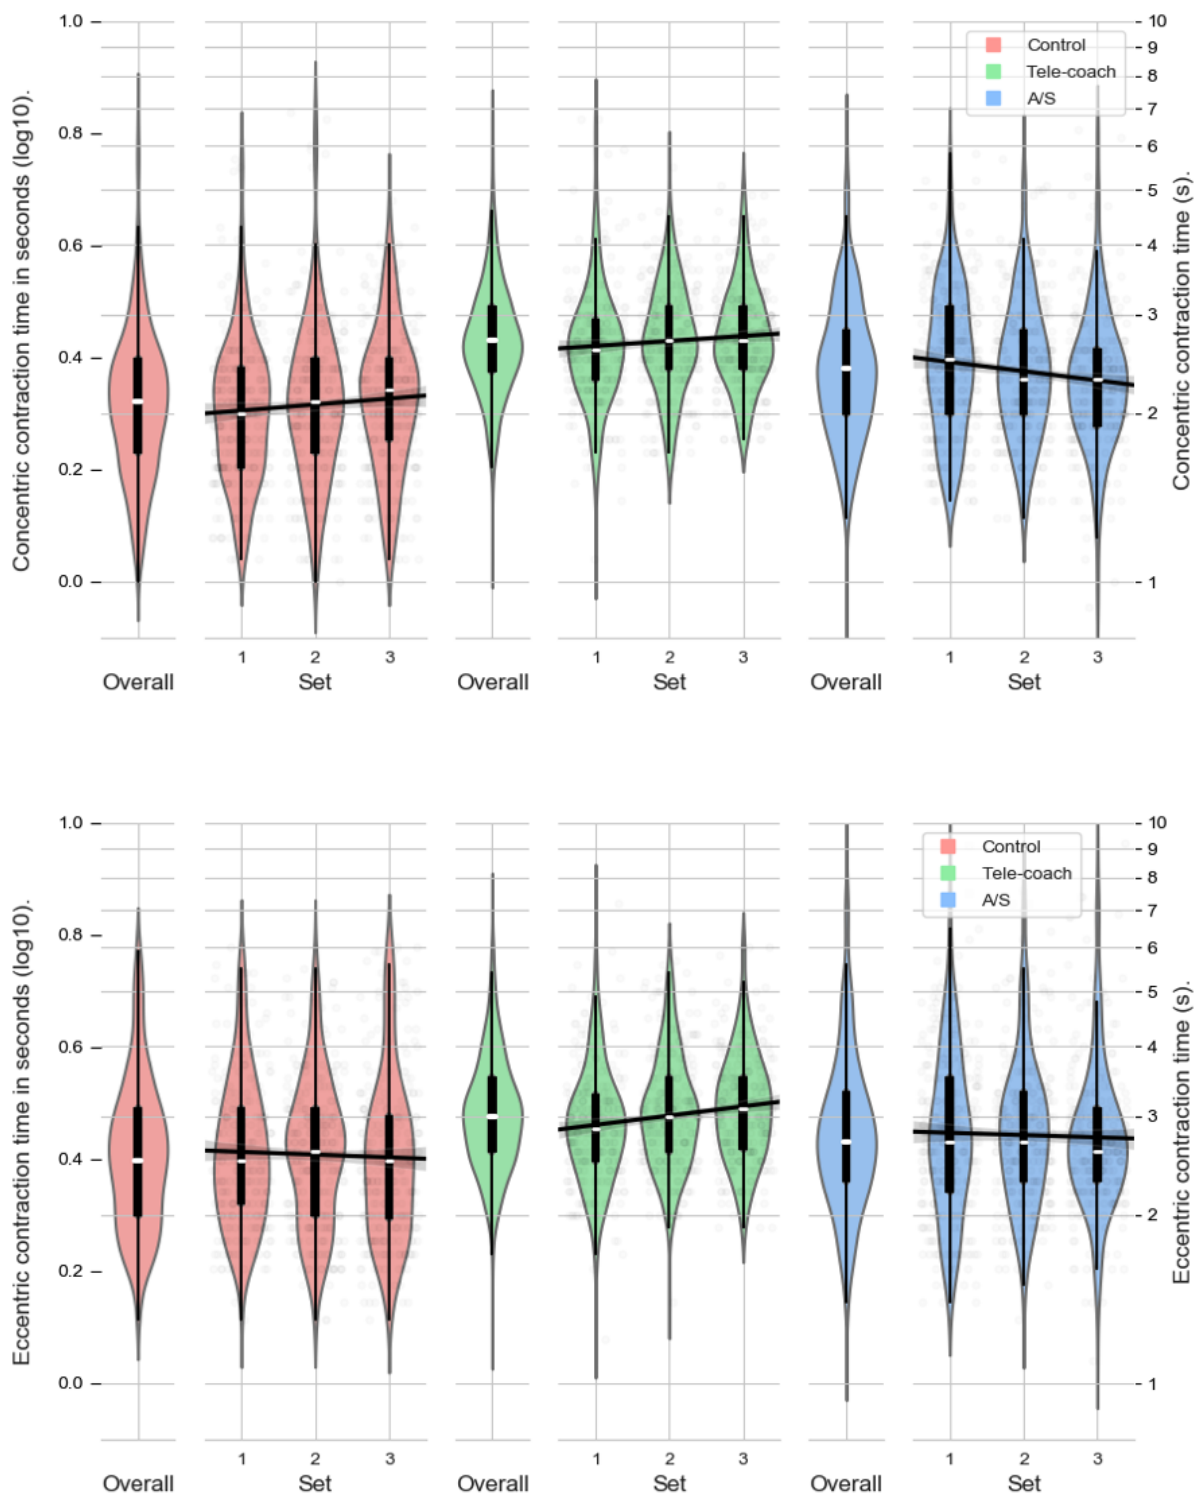 Concentric contraction time in seconds (log10).
1.0
0.8
0.6
0.4
0.2
0.0
Control
Tele-coach
A/S
10
9
8
7
6
5
4
3
2
1
Concentric contraction time (s).
1 2 3 1 2 3 1 2 3
Overall Set Overall Set Overall Set
Eccentric contraction time in seconds (log10).
1.0
0.8
0.6
0.4
0.2
0.0
Control
Tele-coach
A/S
10
9
8
7
6
5
4
3
2
1
Eccentric contraction time (s).
1 2 3 1 2 3 1 2 3
Overall Set Overall Set Overall Set